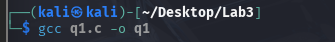 ┌──(kali㉿kali)-[~/Desktop/Lab3]
└─$ gcc q1.c -o q1